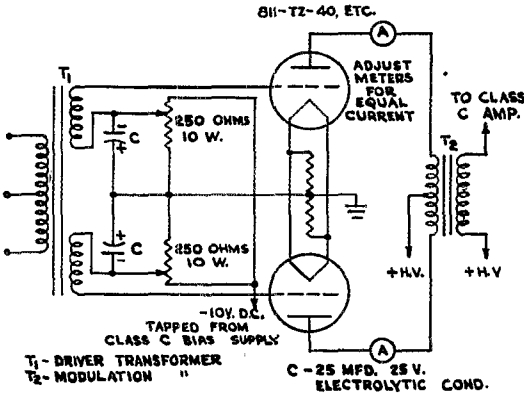 811-TZ-40, ETC.
A
T1
ADJUST
METERS
FOR
EQUAL
CURRENT
TO CLASS
C AMP.
T2
- C
+
250 OHMS
10 W.
+
- C
250 OHMS
10 W.
+H.V.
+H.V
-10V. D.C.,
TAPPED FROM
CLASS C BIAS SUPPLY
A
T1- DRIVER TRANSFORMER
T2- MODULATION "
C - 25 MFD. 25 V.
ELECTROLYTIC COND.